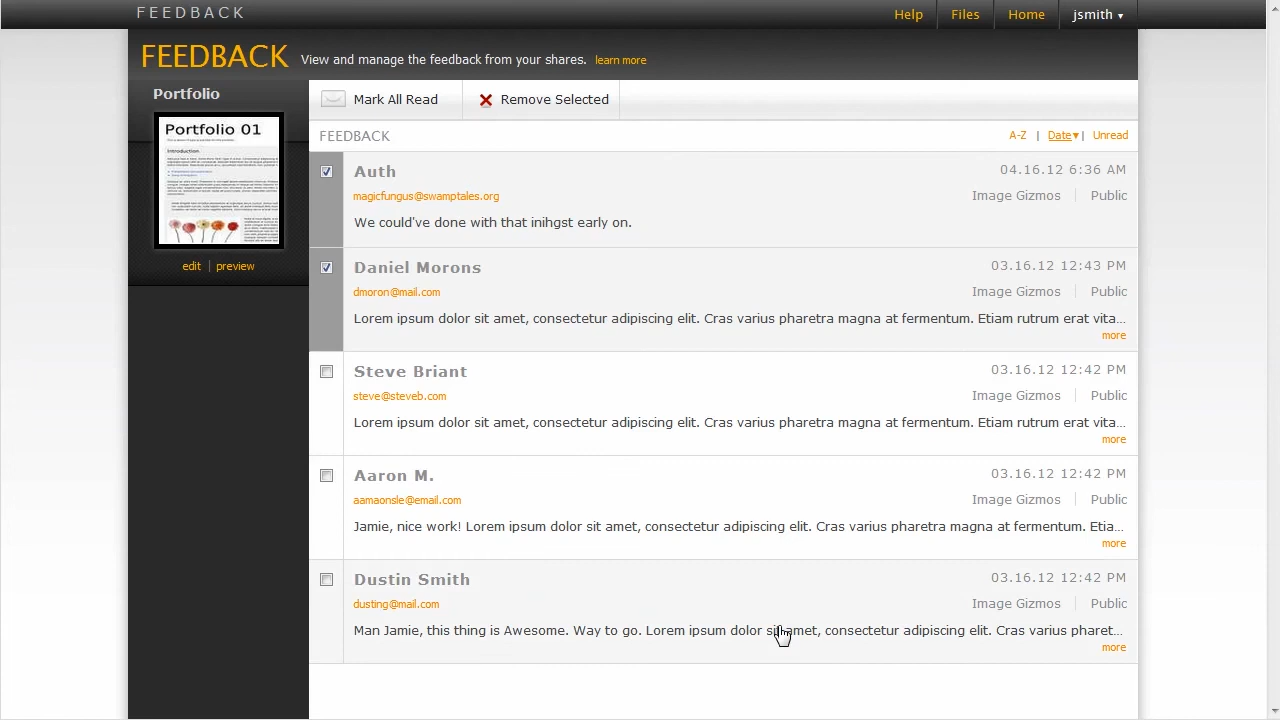 FEEDBACK
Help
Files
Home
jsmith ▾
FEEDBACK View and manage the feedback from your shares. learn more
Portfolio
Portfolio 01
Introduction
edit | preview
Mark All Read
Remove Selected
FEEDBACK
A-Z | Date▾ | Unread
Auth
04.16.12 6:36 AM
magicfungus@swamptales.org
Image Gizmos
Public
We could've done with the angst early on.
Daniel Morons
03.16.12 12:43 PM
dmoron@mail.com
Image Gizmos | Public
Lorem ipsum dolor sit amet, consectetur adipiscing elit. Cras varius pharetra magna at fermentum. Etiam rutrum erat vita...
more
Steve Briant
03.16.12 12:42 PM
steve@steveb.com
Image Gizmos | Public
Lorem ipsum dolor sit amet, consectetur adipiscing elit. Cras varius pharetra magna at fermentum. Etiam rutrum erat vita...
more
Aaron M.
03.16.12 12:42 PM
aamaonsle@email.com
Image Gizmos | Public
Jamie, nice work! Lorem ipsum dolor sit amet, consectetur adipiscing elit. Cras varius pharetra magna at fermentum. Etia...
more
Dustin Smith
03.16.12 12:42 PM
dusting@mail.com
Image Gizmos | Public
Man Jamie, this thing is Awesome. Way to go. Lorem ipsum dolor sit amet, consectetur adipiscing elit. Cras varius pharet...
more